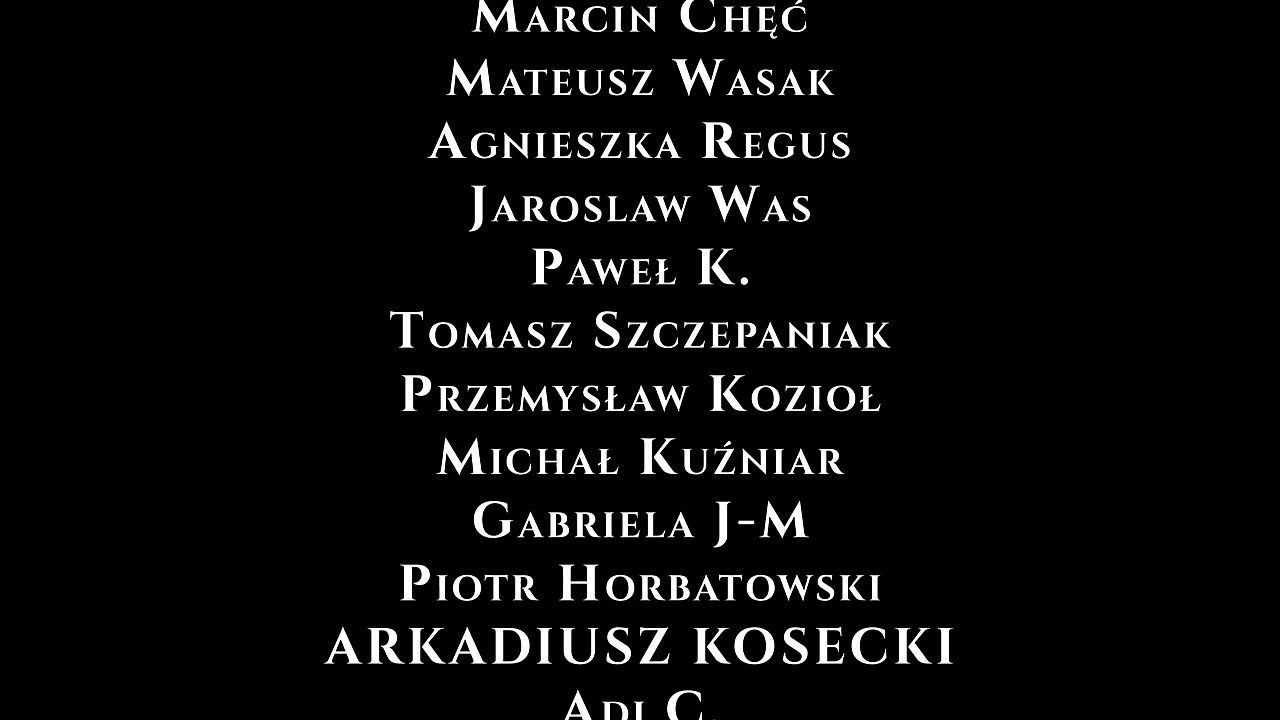 Marcin Chęć
Mateusz Wasak
Agnieszka Regus
Jaroslaw Was
Paweł K.
Tomasz Szczepaniak
Przemysław Kozioł
Michał Kuźniar
Gabriela J-M
Piotr Horbatowski
ARKADIUSZ KOSECKI
Adi C.